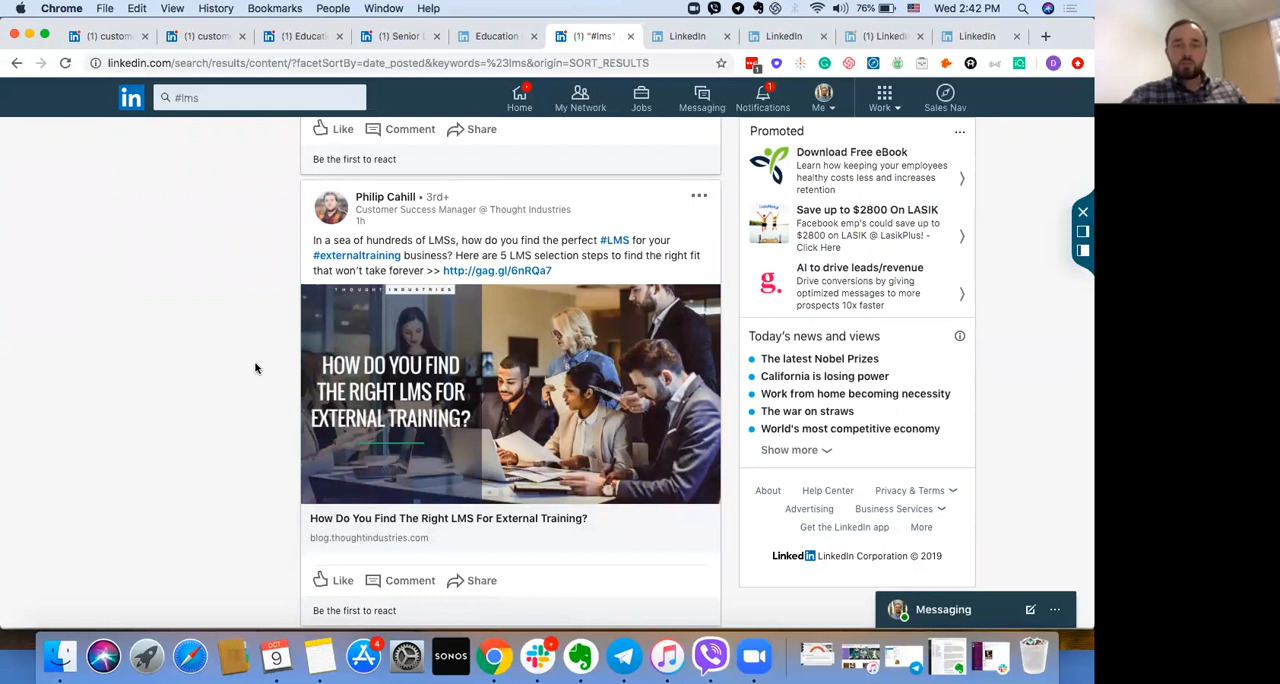 Chrome File Edit View History Bookmarks People Window Help
76% Wed 2:42 PM
(1) custom
(1) custom
(1) Educati
(1) Senior L
Education
(1) "#lms"
LinkedIn
LinkedIn
(1) Linked
LinkedIn
linkedin.com/search/results/content/?facetSortBy=date_posted&keywords=%23lms&origin=SORT_RESULTS
1
D
in
#lms
Home
My Network
Jobs
Messaging
1
Notifications
Me
Work
Sales Nav
Like Comment Share
Be the first to react
Philip Cahill • 3rd+
Customer Success Manager @ Thought Industries
1h
In a sea of hundreds of LMSs, how do you find the perfect #LMS for your
#externaltraining business? Here are 5 LMS selection steps to find the right fit
that won't take forever >> http://gag.gl/6nRQa7
THOUGHT INDUSTRIES
HOW DO YOU FIND
THE RIGHT LMS FOR
EXTERNAL TRAINING?
How Do You Find The Right LMS For External Training?
blog.thoughtindustries.com
Like Comment Share
Be the first to react
Promoted
Download Free eBook
Learn how keeping your employees
healthy costs less and increases
retention
Save up to $2800 On LASIK
Facebook emp's could save up to
$2800 on LASIK @ LasikPlus! -
Click Here
g.
AI to drive leads/revenue
Drive conversions by giving
optimized messages to more
prospects 10x faster
Today's news and views
The latest Nobel Prizes
California is losing power
Work from home becoming necessity
The war on straws
World's most competitive economy
Show more
About Help Center Privacy & Terms
Advertising Business Services
Get the LinkedIn app More
Linked in LinkedIn Corporation © 2019
Messaging
OCT
9
4
SONOS